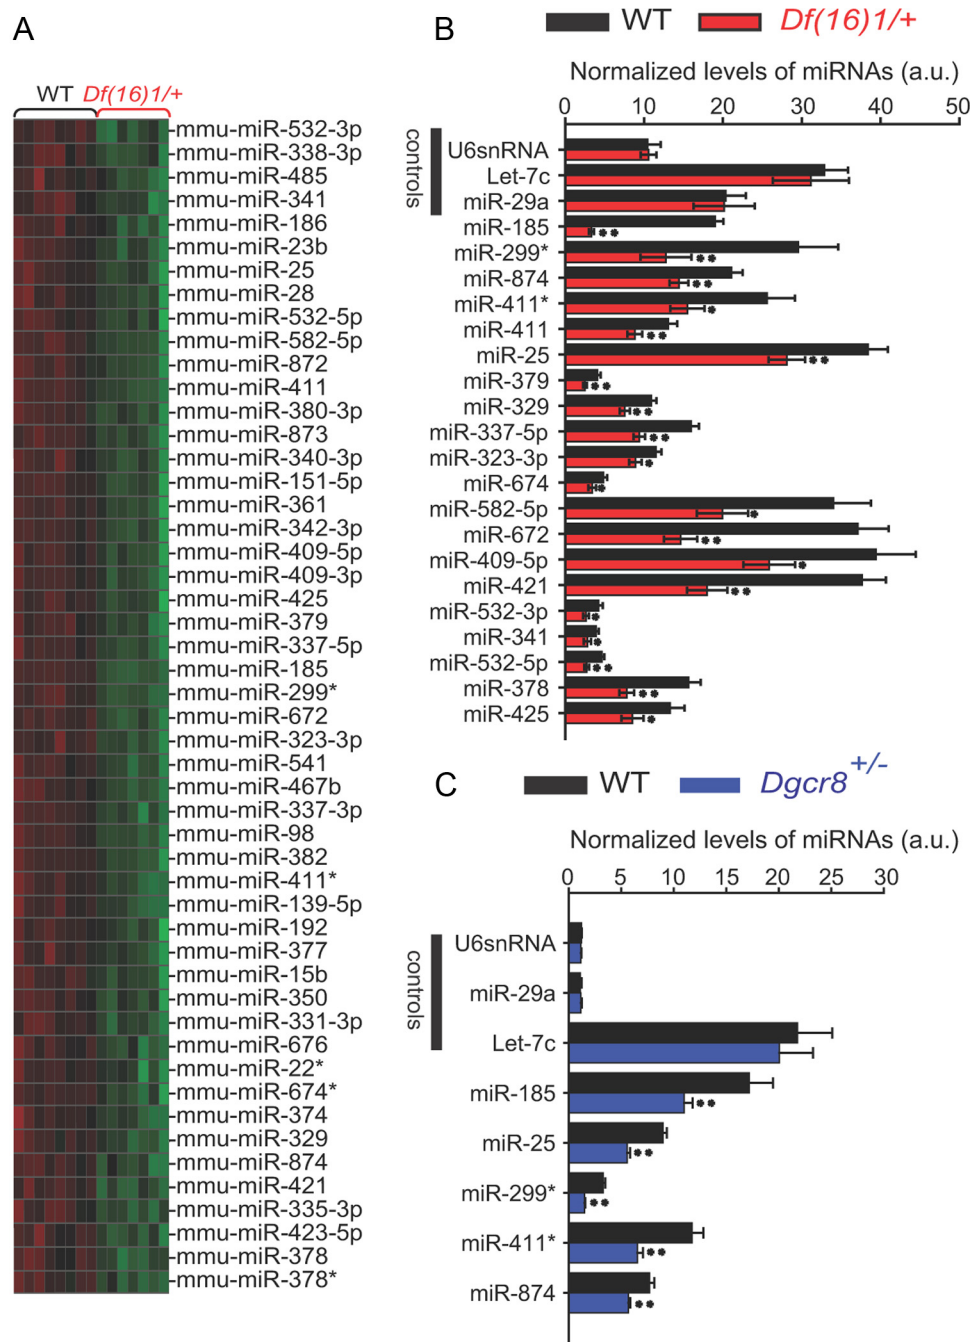 A
WT Df(16)1/+
mmu-miR-532-3p
mmu-miR-338-3p
mmu-miR-485
mmu-miR-341
mmu-miR-186
mmu-miR-23b
mmu-miR-25
mmu-miR-28
mmu-miR-532-5p
mmu-miR-582-5p
mmu-miR-872
mmu-miR-411
mmu-miR-380-3p
mmu-miR-873
mmu-miR-340-3p
mmu-miR-151-5p
mmu-miR-361
mmu-miR-342-3p
mmu-miR-409-5p
mmu-miR-409-3p
mmu-miR-425
mmu-miR-379
mmu-miR-337-5p
mmu-miR-185
mmu-miR-299*
mmu-miR-672
mmu-miR-323-3p
mmu-miR-541
mmu-miR-467b
mmu-miR-337-3p
mmu-miR-98
mmu-miR-382
mmu-miR-411*
mmu-miR-139-5p
mmu-miR-192
mmu-miR-377
mmu-miR-15b
mmu-miR-350
mmu-miR-331-3p
mmu-miR-676
mmu-miR-22*
mmu-miR-674*
mmu-miR-374
mmu-miR-329
mmu-miR-874
mmu-miR-421
mmu-miR-335-3p
mmu-miR-423-5p
mmu-miR-378
mmu-miR-378*
B
WT Df(16)1/+
Normalized levels of miRNAs (a.u.)
0 10 20 30 40 50
controls
U6snRNA
Let-7c
miR-29a
miR-185 **
miR-299* **
miR-874 **
miR-411* *
miR-411 **
miR-25 **
miR-379 **
miR-329 **
miR-337-5p **
miR-323-3p *
miR-674 *
miR-582-5p *
miR-672 **
miR-409-5p *
miR-421 **
miR-532-3p *
miR-341 *
miR-532-5p **
miR-378 **
miR-425 *
C
WT Dgcr8+/-
Normalized levels of miRNAs (a.u.)
0 5 10 15 20 25 30
controls
U6snRNA
miR-29a
Let-7c
miR-185 **
miR-25 **
miR-299* **
miR-411* **
miR-874 **